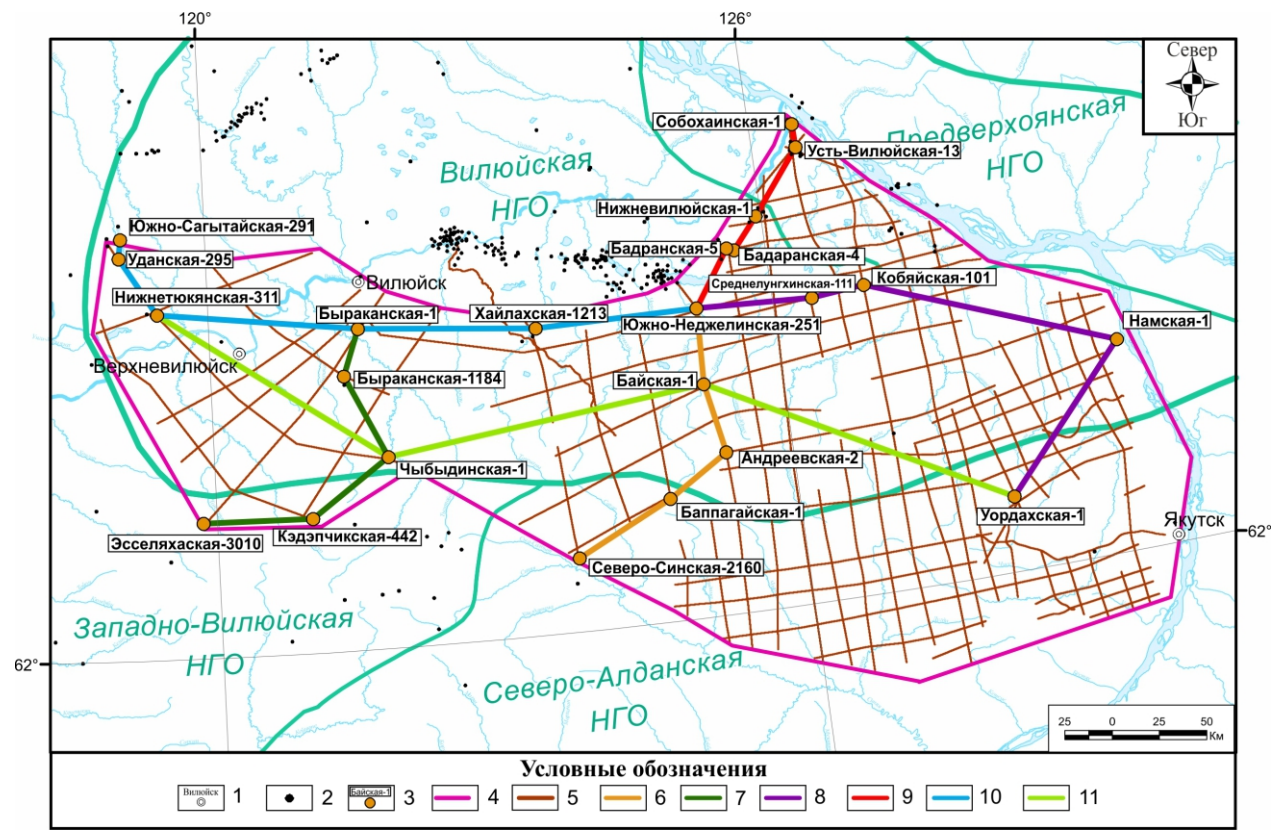 120°
126°
Север
Юг
Собохаинская-1
Предверхоянская
НГО
Усть-Вилюйская-13
Вилюйская
НГО
Нижневилюйская-1
Южно-Сагытайская-291
Бадранская-5
Бадаранская-4
Уданская-295
Кобяйская-101
Среднелунгхинская-111
Вилюйск
Нижнетюкянская-311
Быраканская-1
Хайлахская-1213
Южно-Неджелинская-251
Намская-1
Верхневилюйск
Быраканская-1184
Байская-1
Андреевская-2
Чыбыдинская-1
Баппагайская-1
Уордахская-1
Якутск
62°
Эсселяхаская-3010
Кэдэпчикская-442
Северо-Синская-2160
Западно-Вилюйская
НГО
62°
Северо-Алданская
НГО
25 0 25 50
Км
Условные обозначения
Вилюйск 1 2 Байская-1 3 4 5 6 7 8 9 10 11